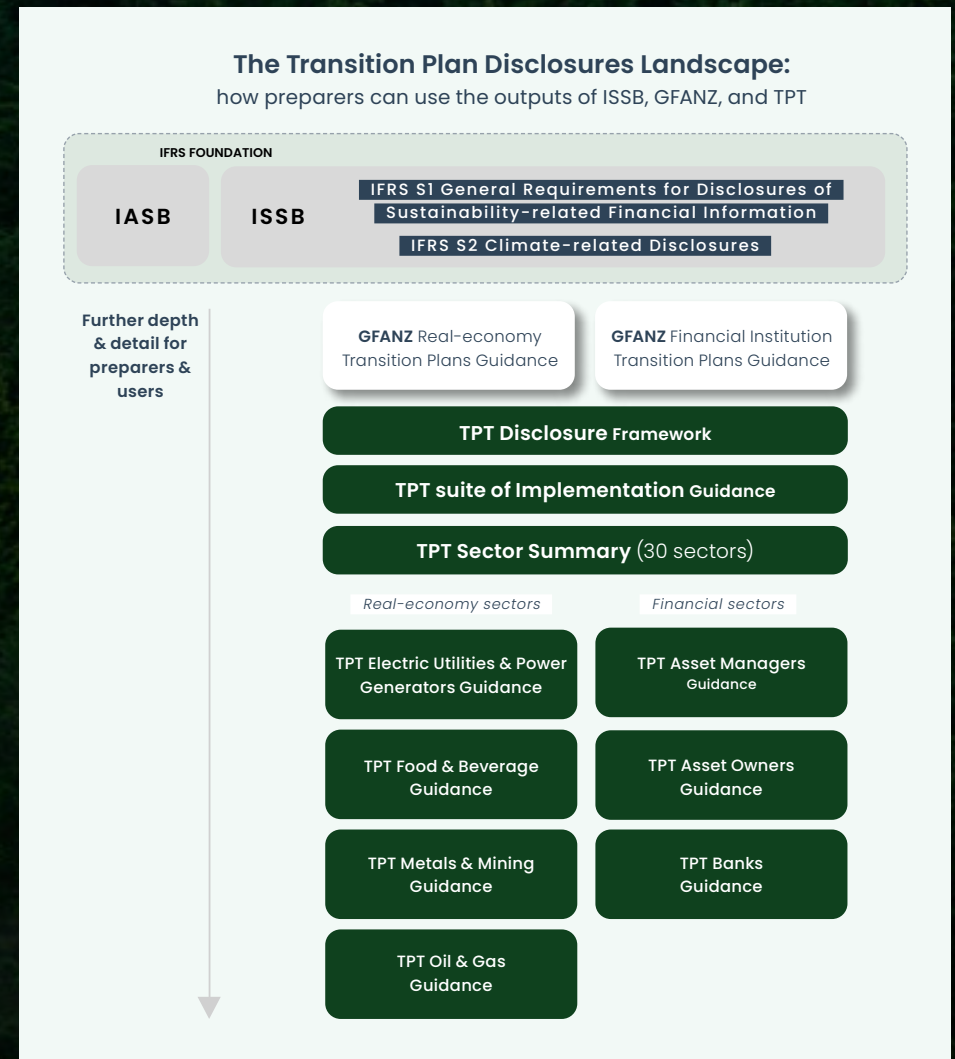 The Transition Plan Disclosures Landscape:
how preparers can use the outputs of ISSB, GFANZ, and TPT
IFRS FOUNDATION
IASB
ISSB
IFRS S1 General Requirements for Disclosures of
Sustainability-related Financial Information
IFRS S2 Climate-related Disclosures
Further depth
& detail for
preparers &
users
GFANZ Real-economy
Transition Plans Guidance
GFANZ Financial Institution
Transition Plans Guidance
TPT Disclosure Framework
TPT suite of Implementation Guidance
TPT Sector Summary (30 sectors)
Real-economy sectors
Financial sectors
TPT Electric Utilities & Power
Generators Guidance
TPT Asset Managers
Guidance
TPT Food & Beverage
Guidance
TPT Asset Owners
Guidance
TPT Metals & Mining
Guidance
TPT Banks
Guidance
TPT Oil & Gas
Guidance